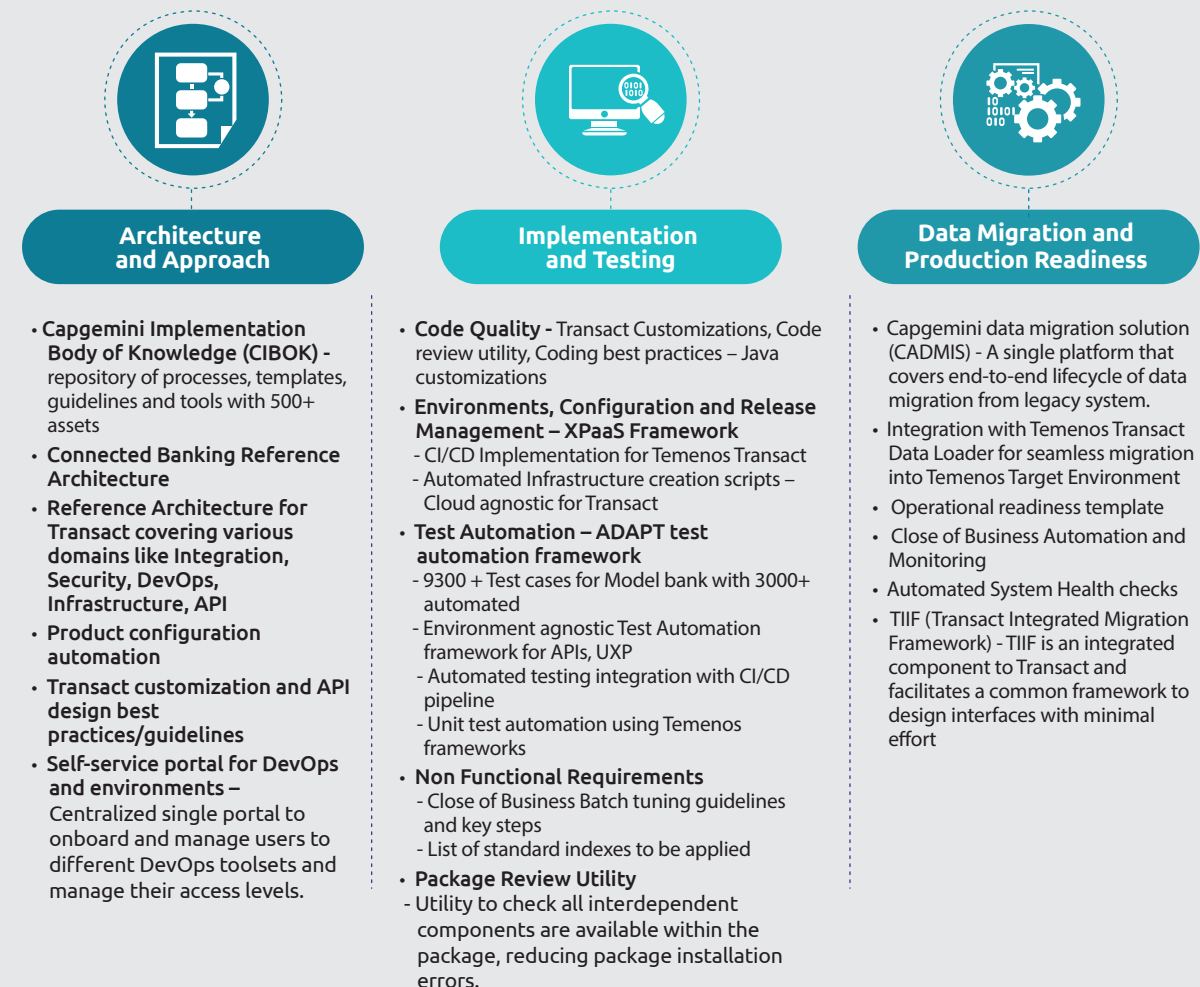 Architecture
and Approach
• Capgemini Implementation
Body of Knowledge (CIBOK) -
repository of processes, templates,
guidelines and tools with 500+
assets
• Connected Banking Reference
Architecture
• Reference Architecture for
Transact covering various
domains like Integration,
Security, DevOps,
Infrastructure, API
• Product configuration
automation
• Transact customization and API
design best
practices/guidelines
• Self-service portal for DevOps
and environments –
Centralized single portal to
onboard and manage users to
different DevOps toolsets and
manage their access levels.
0101
1010
Implementation
and Testing
• Code Quality - Transact Customizations, Code
review utility, Coding best practices – Java
customizations
• Environments, Configuration and Release
Management – XPaaS Framework
- CI/CD Implementation for Temenos Transact
- Automated Infrastructure creation scripts –
Cloud agnostic for Transact
• Test Automation – ADAPT test
automation framework
- 9300 + Test cases for Model bank with 3000+
automated
- Environment agnostic Test Automation
framework for APIs, UXP
- Automated testing integration with CI/CD
pipeline
- Unit test automation using Temenos
frameworks
• Non Functional Requirements
- Close of Business Batch tuning guidelines
and key steps
- List of standard indexes to be applied
• Package Review Utility
- Utility to check all interdependent
components are available within the
package, reducing package installation
errors.
10
10101
010
Data Migration and
Production Readiness
• Capgemini data migration solution
(CADMIS) - A single platform that
covers end-to-end lifecycle of data
migration from legacy system.
• Integration with Temenos Transact
Data Loader for seamless migration
into Temenos Target Environment
• Operational readiness template
• Close of Business Automation and
Monitoring
• Automated System Health checks
• TIIF (Transact Integrated Migration
Framework) - TIIF is an integrated
component to Transact and
facilitates a common framework to
design interfaces with minimal
effort